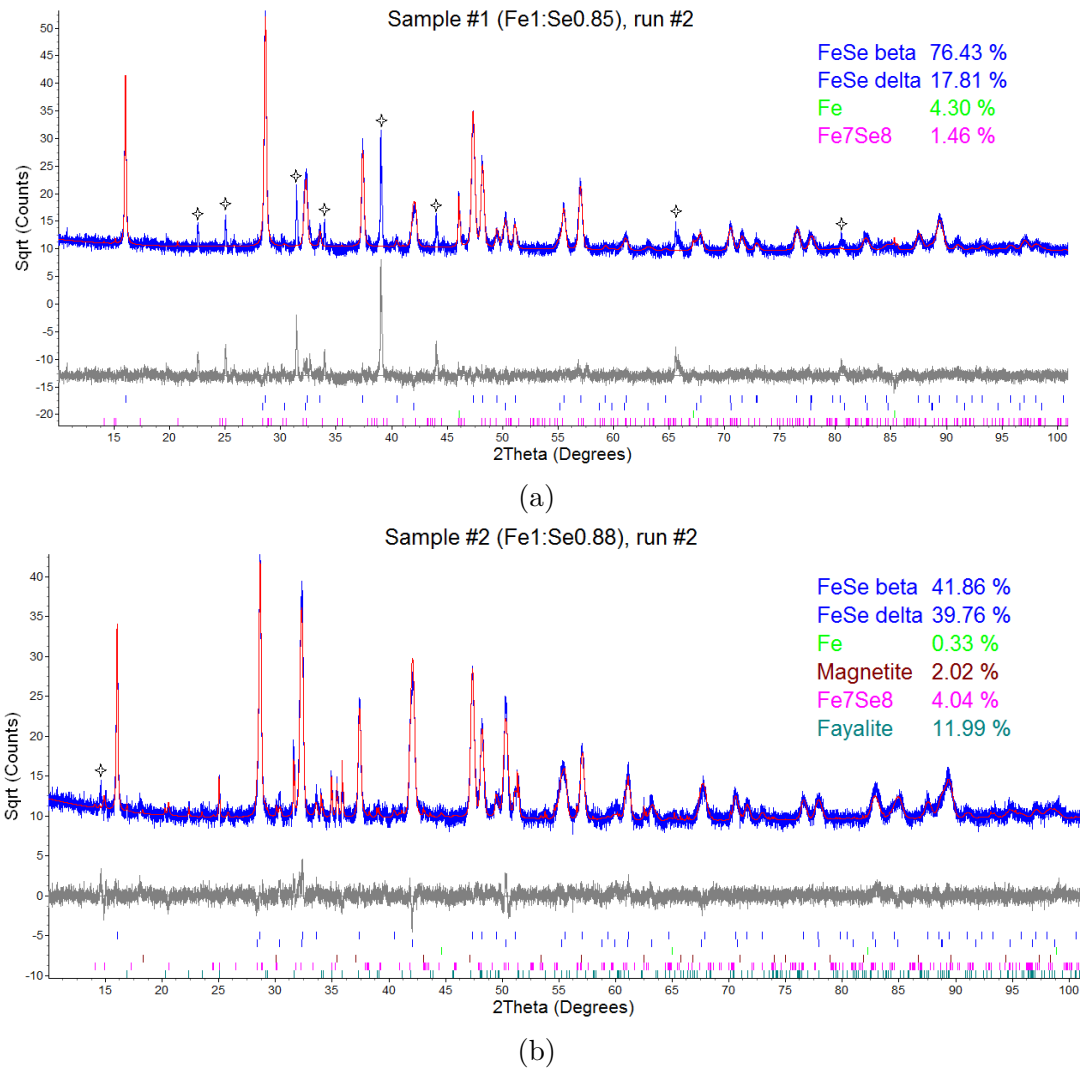 Sample #1 (Fe1:Se0.85), run #2
FeSe beta 76.43 %
FeSe delta 17.81 %
Fe 4.30 %
Fe7Se8 1.46 %
Sqrt (Counts)
50
45
40
35
30
25
20
15
10
5
0
-5
-10
-15
-20
15 20 25 30 35 40 45 50 55 60 65 70 75 80 85 90 95 100
2Theta (Degrees)
(a)
Sample #2 (Fe1:Se0.88), run #2
FeSe beta 41.86 %
FeSe delta 39.76 %
Fe 0.33 %
Magnetite 2.02 %
Fe7Se8 4.04 %
Fayalite 11.99 %
Sqrt (Counts)
40
35
30
25
20
15
10
5
0
-5
-10
15 20 25 30 35 40 45 50 55 60 65 70 75 80 85 90 95 100
2Theta (Degrees)
(b)